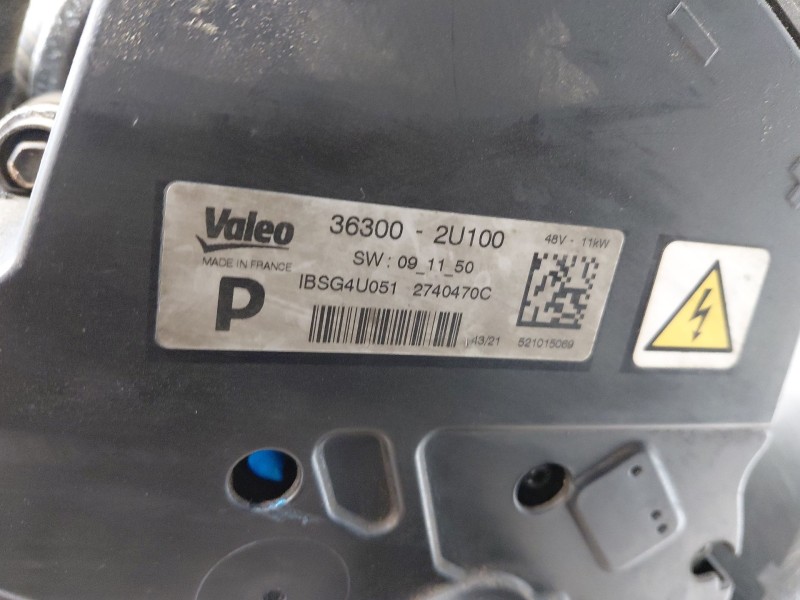 Valeo 36300 - 2U100 48V - 11kW
MADE IN FRANCE SW : 09_11_50
P IBSG4U051 2740470C
43/21 521015069